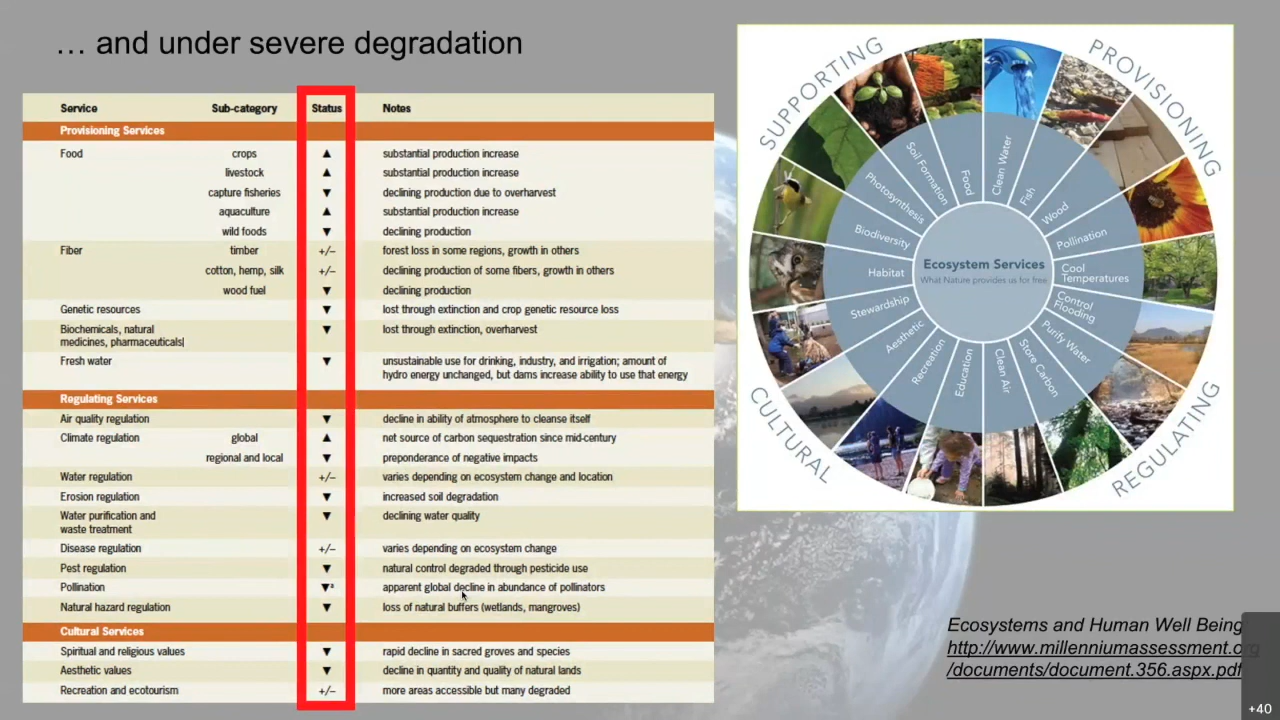 … and under severe degradation
Service Sub-category Status Notes
Provisioning Services
Food crops ▲ substantial production increase
livestock ▲ substantial production increase
capture fisheries ▼ declining production due to overharvest
aquaculture ▲ substantial production increase
wild foods ▼ declining production
Fiber timber +/– forest loss in some regions, growth in others
cotton, hemp, silk +/– declining production of some fibers, growth in others
wood fuel ▼ declining production
Genetic resources ▼ lost through extinction and crop genetic resource loss
Biochemicals, natural ▼ lost through extinction, overharvest
medicines, pharmaceuticals
Fresh water ▼ unsustainable use for drinking, industry, and irrigation; amount of
hydro energy unchanged, but dams increase ability to use that energy
Regulating Services
Air quality regulation ▼ decline in ability of atmosphere to cleanse itself
Climate regulation global ▲ net source of carbon sequestration since mid-century
regional and local ▼ preponderance of negative impacts
Water regulation +/– varies depending on ecosystem change and location
Erosion regulation ▼ increased soil degradation
Water purification and ▼ declining water quality
waste treatment
Disease regulation +/– varies depending on ecosystem change
Pest regulation ▼ natural control degraded through pesticide use
Pollination ▼ apparent global decline in abundance of pollinators
Natural hazard regulation ▼ loss of natural buffers (wetlands, mangroves)
Cultural Services
Spiritual and religious values ▼ rapid decline in sacred groves and species
Aesthetic values ▼ decline in quantity and quality of natural lands
Recreation and ecotourism +/– more areas accessible but many degraded
SUPPORTING
PROVISIONING
REGULATING
CULTURAL
Ecosystem Services
What Nature provides us for free
Clean Water
Fish
Wood
Pollination
Cool
Temperatures
Control
Flooding
Purify Water
Store Carbon
Clean Air
Education
Recreation
Aesthetic
Stewardship
Habitat
Biodiversity
Photosynthesis
Soil Formation
Food
Ecosystems and Human Well Being
http://www.millenniumassessment.org
/documents/document.356.aspx.pdf
+40